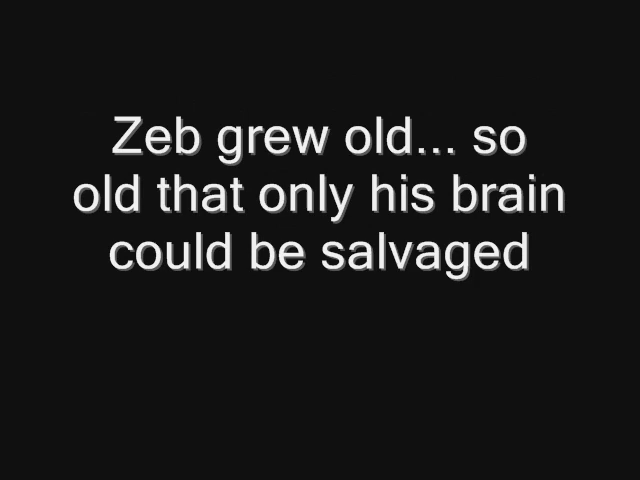 Zeb grew old... so
old that only his brain
could be salvaged